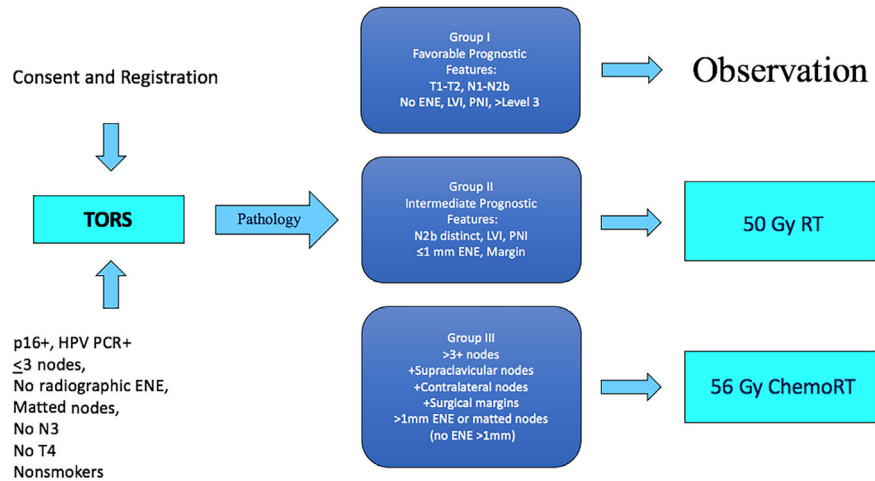 Consent and Registration
TORS
p16+, HPV PCR+
≤3 nodes,
No radiographic ENE,
Matted nodes,
No N3
No T4
Nonsmokers
Pathology
Group I
Favorable Prognostic
Features:
T1-T2, N1-N2b
No ENE, LVI, PNI, >Level 3
Observation
Group II
Intermediate Prognostic
Features:
N2b distinct, LVI, PNI
≤1 mm ENE, Margin
50 Gy RT
Group III
>3+ nodes
+Supraclavicular nodes
+Contralateral nodes
+Surgical margins
>1mm ENE or matted nodes
(no ENE >1mm)
56 Gy ChemoRT